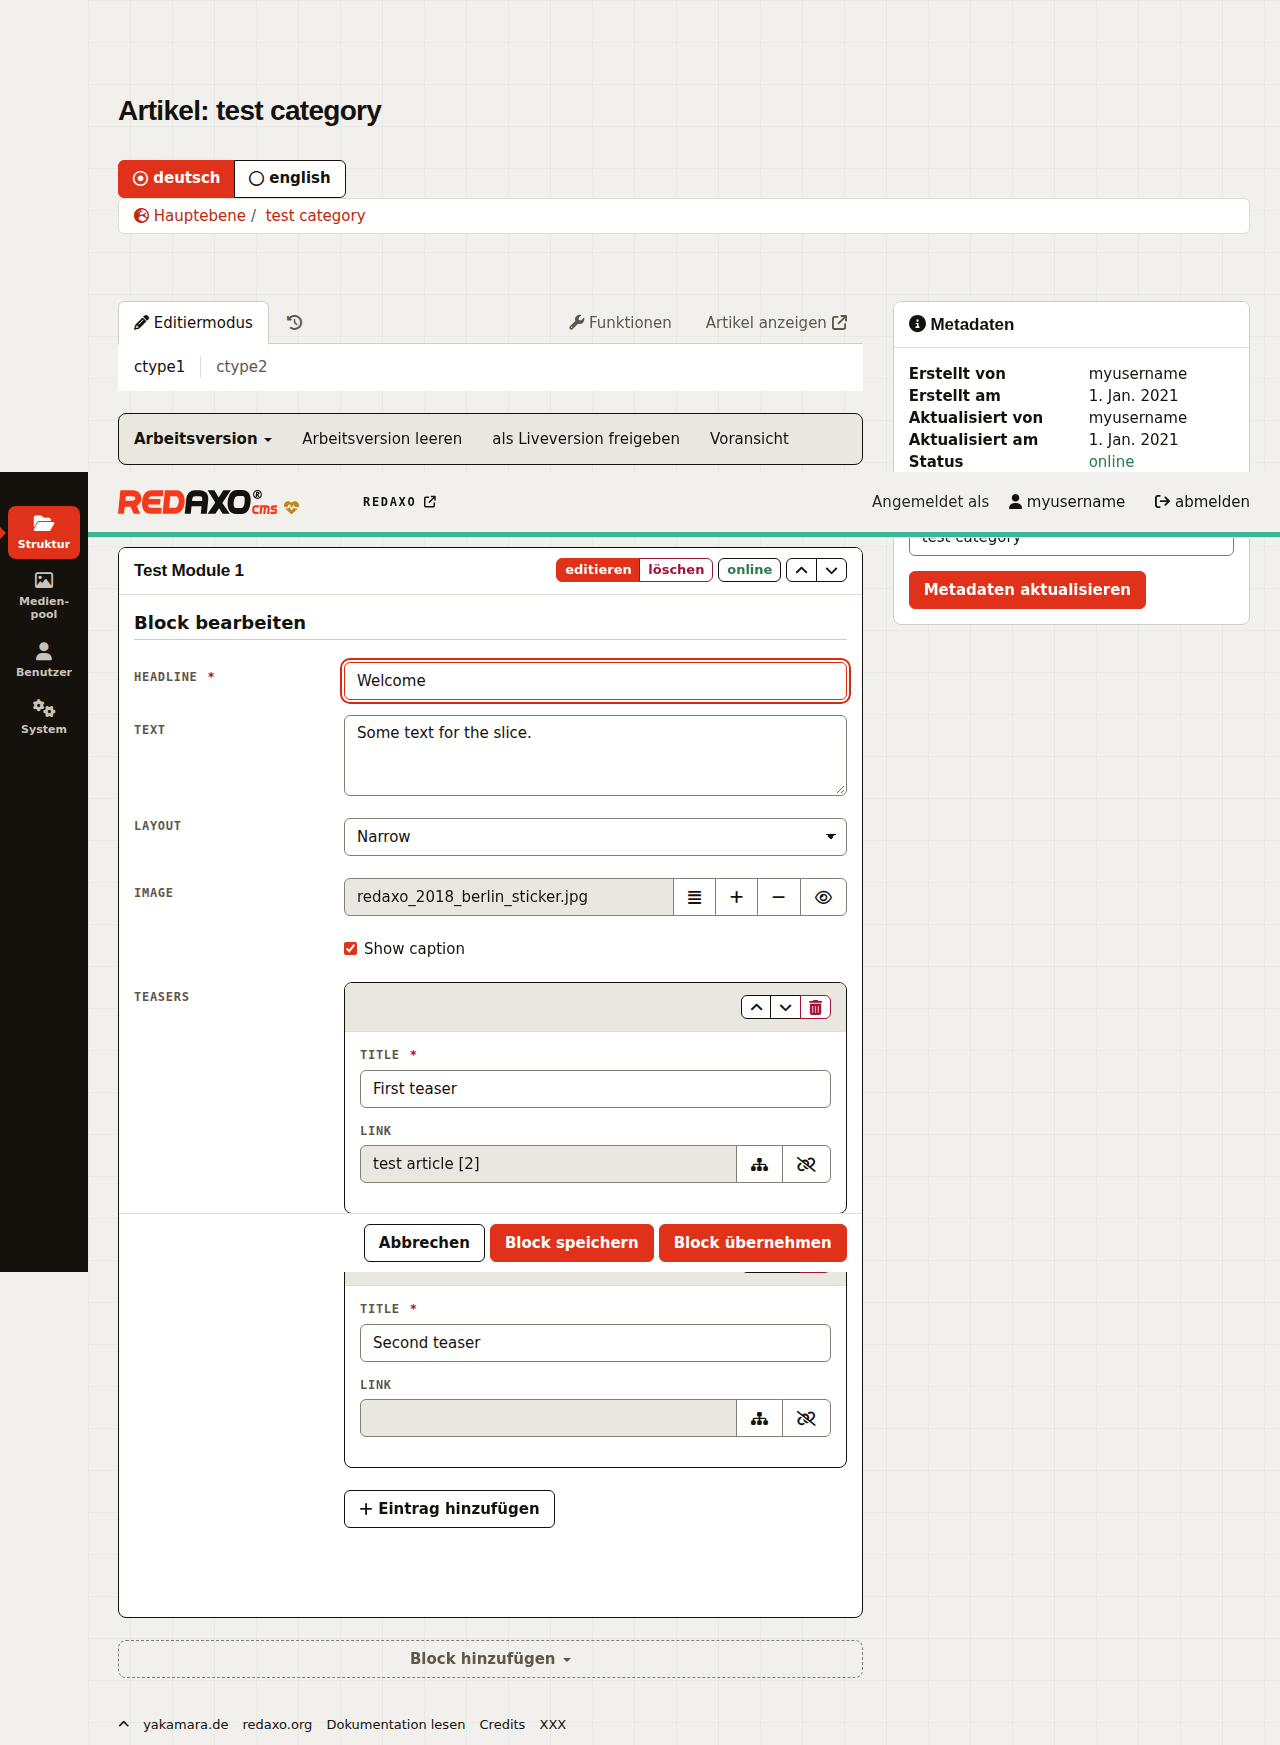 Artikel: test category
deutsch english
Hauptebene / test category
Editiermodus Funktionen Artikel anzeigen
ctype1 ctype2
Arbeitsversion Arbeitsversion leeren als Liveversion freigeben Voransicht
Metadaten
Erstellt von myusername
Erstellt am 1. Jan. 2021
Aktualisiert von myusername
Aktualisiert am 1. Jan. 2021
Status online
REDAXO® cms REDAXO Angemeldet als myusername abmelden
Struktur
Medien-
pool
Benutzer
System
test category
Metadaten aktualisieren
Test Module 1 editieren löschen online
Block bearbeiten
HEADLINE * Welcome
TEXT Some text for the slice.
LAYOUT Narrow
IMAGE redaxo_2018_berlin_sticker.jpg
Show caption
TEASERS
TITLE *
First teaser
LINK
test article [2]
Abbrechen Block speichern Block übernehmen
TITLE *
Second teaser
LINK
Eintrag hinzufügen
Block hinzufügen
yakamara.de redaxo.org Dokumentation lesen Credits XXX